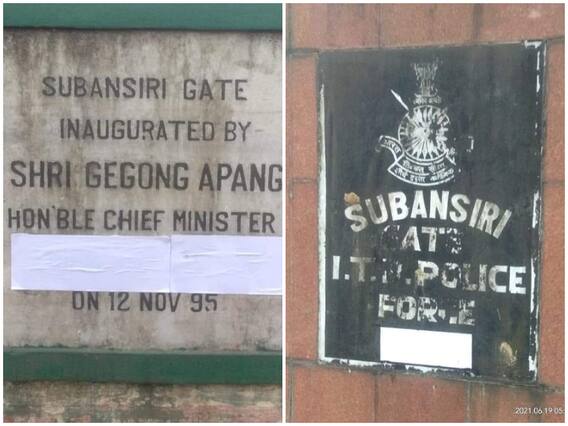 SUBANSIRI GATE
INAUGURATED BY
SHRI GEGONG APANG
HON'BLE CHIEF MINISTER
ON 12 NOV 95
SUBANSIRI
GATE
I.T.B.POLICE
FORCE
2021.06.19 05: